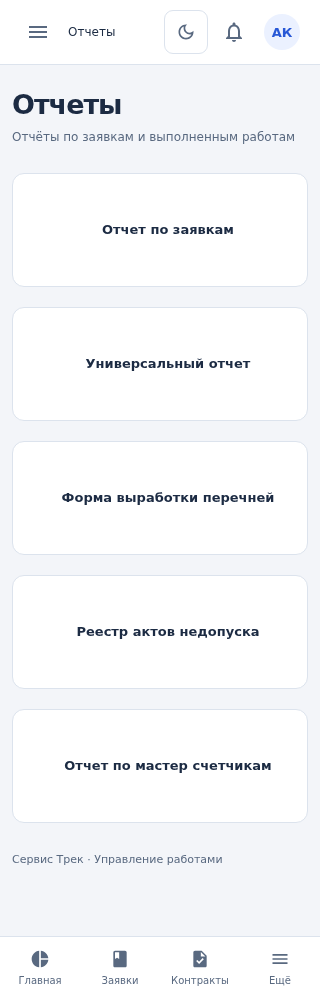 Отчеты
АК
Отчеты
Отчёты по заявкам и выполненным работам
Отчет по заявкам
Универсальный отчет
Форма выработки перечней
Реестр актов недопуска
Отчет по мастер счетчикам
Сервис Трек · Управление работами
Главная
Заявки
Контракты
Ещё